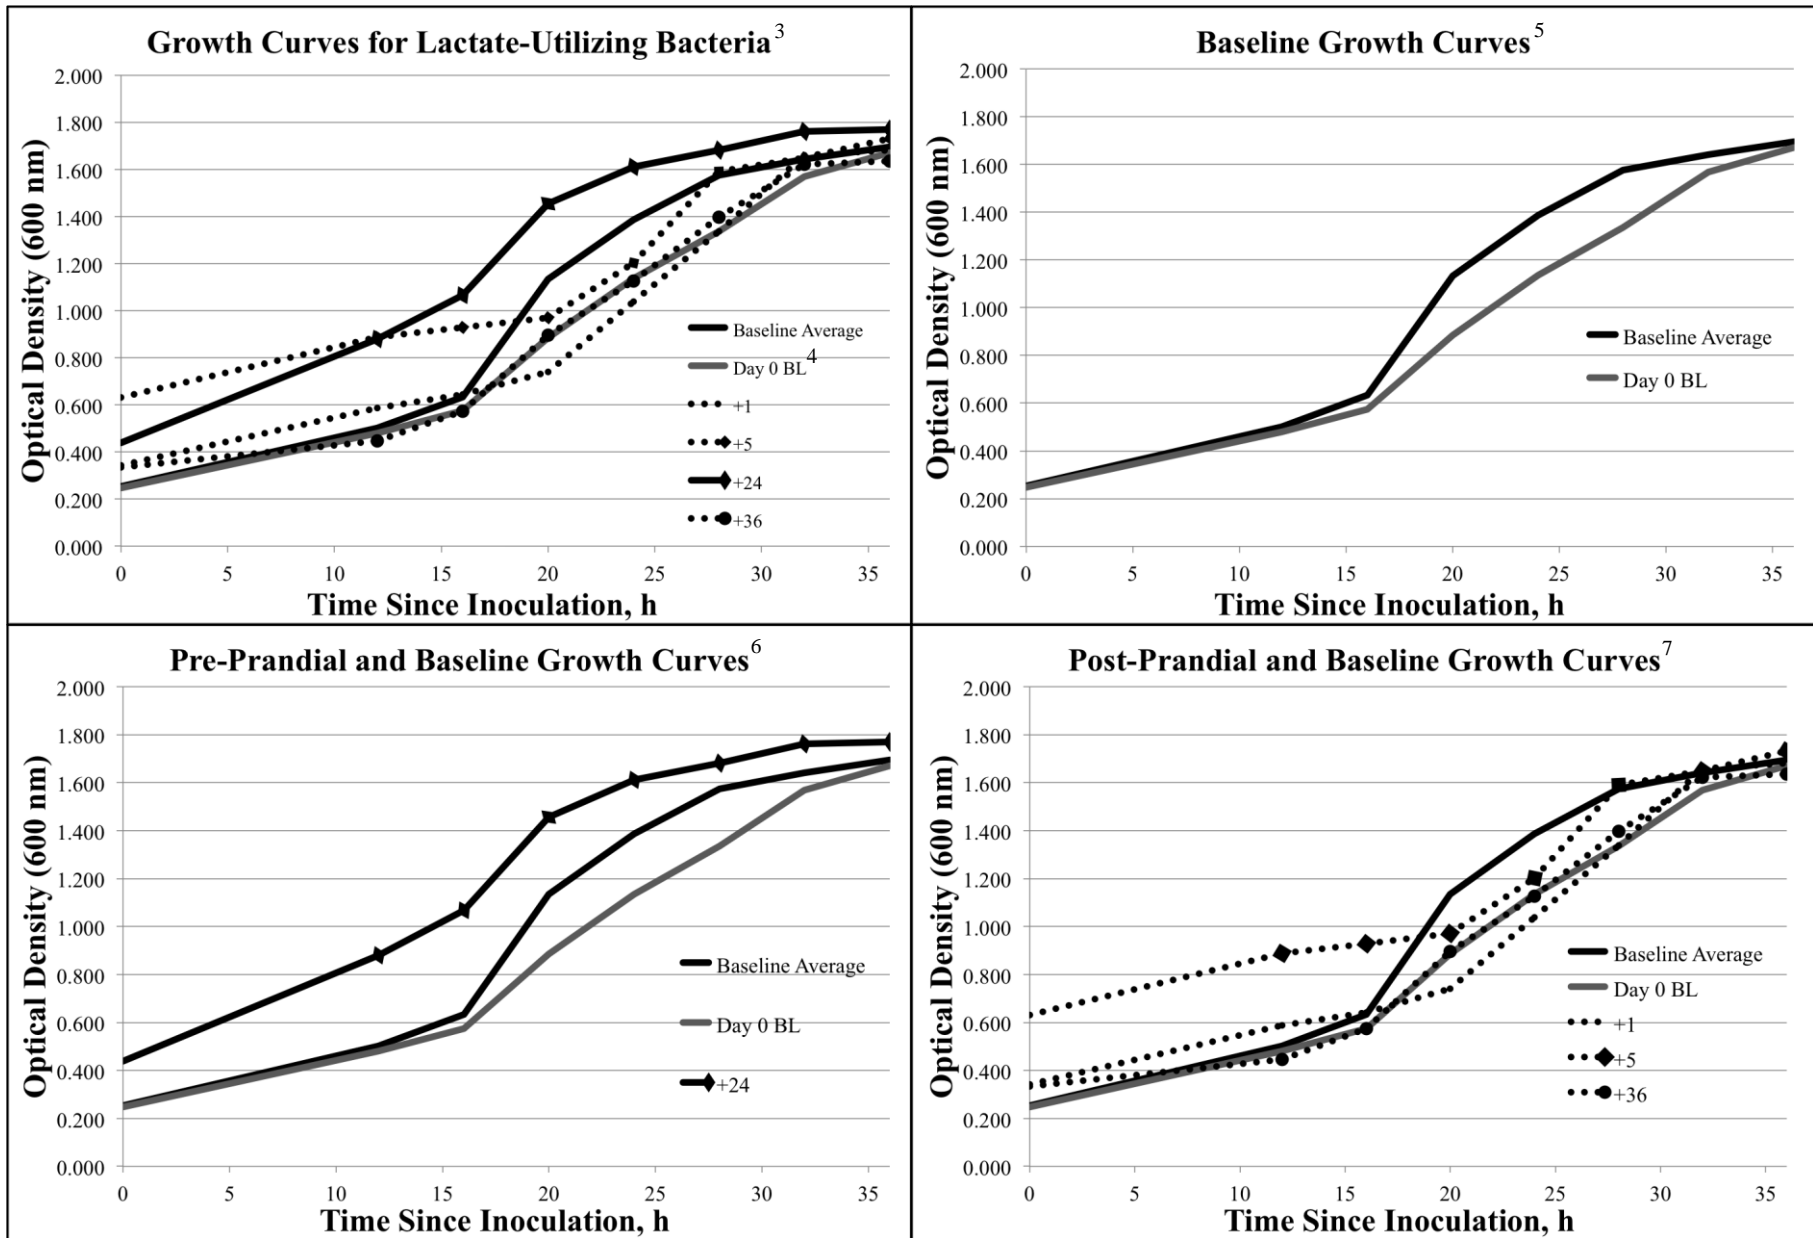 Growth Curves for Lactate-Utilizing Bacteria3
Optical Density (600 nm)
2.000
1.800
1.600
1.400
1.200
1.000
0.800
0.600
0.400
0.200
0.000
0 5 10 15 20 25 30 35
Time Since Inoculation, h
Baseline Average
Day 0 BL4
+1
+5
+24
+36
Baseline Growth Curves5
Optical Density (600 nm)
2.000
1.800
1.600
1.400
1.200
1.000
0.800
0.600
0.400
0.200
0.000
0 5 10 15 20 25 30 35
Time Since Inoculation, h
Baseline Average
Day 0 BL
Pre-Prandial and Baseline Growth Curves6
Optical Density (600 nm)
2.000
1.800
1.600
1.400
1.200
1.000
0.800
0.600
0.400
0.200
0.000
0 5 10 15 20 25 30 35
Time Since Inoculation, h
Baseline Average
Day 0 BL
+24
Post-Prandial and Baseline Growth Curves7
Optical Density (600 nm)
2.000
1.800
1.600
1.400
1.200
1.000
0.800
0.600
0.400
0.200
0.000
0 5 10 15 20 25 30 35
Time Since Inoculation, h
Baseline Average
Day 0 BL
+1
+5
+36